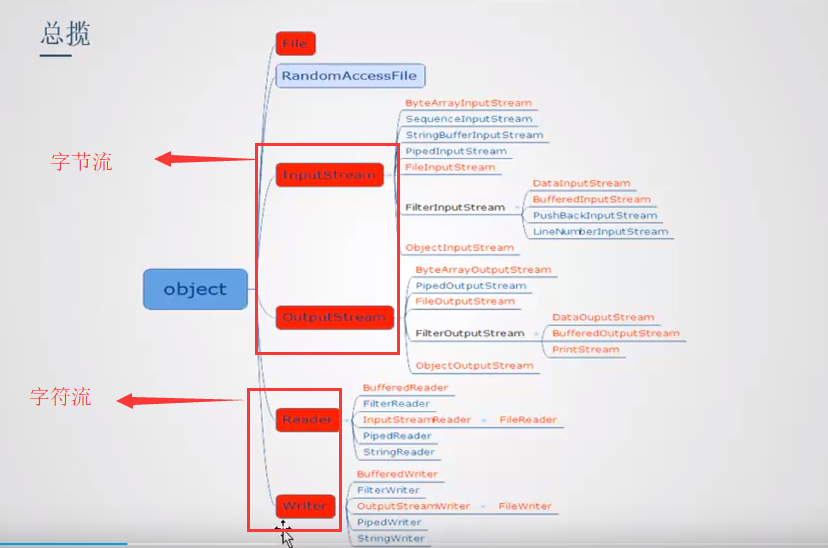 总揽
File
RandomAccessFile
ByteArrayInputStream
SequenceInputStream
StringBufferInputStream
PipedInputStream
FileInputStream
字节流
InputStream
DataInputStream
FilterInputStream
BufferedInputStream
PushBackInputStream
LineNumberInputStream
ObjectInputStream
ByteArrayOutputStream
object
PipedOutputStream
FileOutputStream
OutputStream
DataOuputStream
FilterOutputStream
BufferedOutputStream
PrintStream
ObjectOutputStream
字符流
BufferedReader
FilterReader
Reader
InputStreamReader
FileReader
PipedReader
StringReader
BufferedWriter
FilterWriter
Writer
OutputStreamWriter
FileWriter
PipedWriter
StringWriter